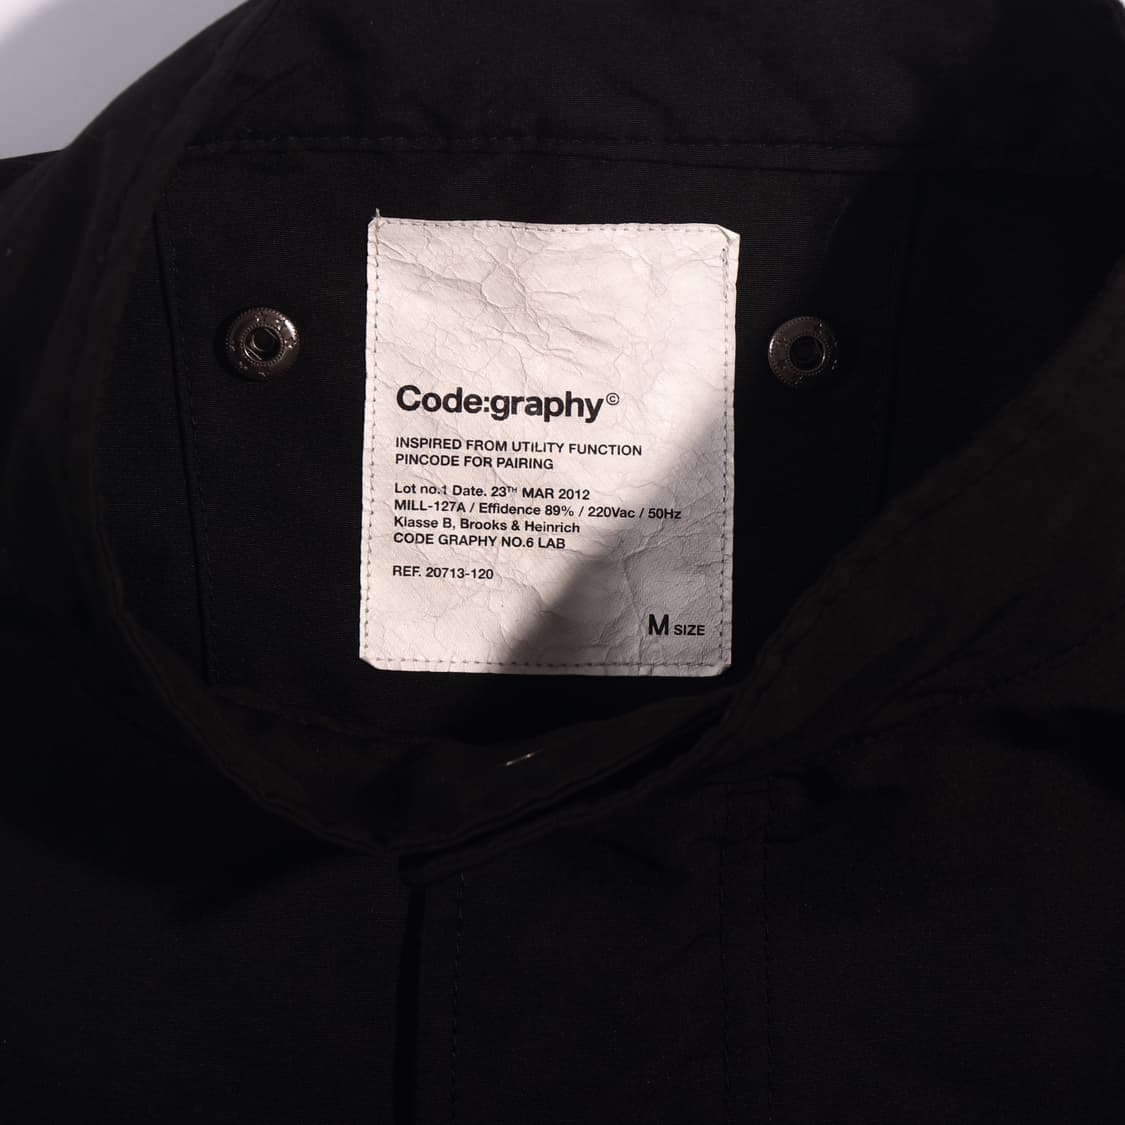 Code:graphy©
INSPIRED FROM UTILITY FUNCTION
PINCODE FOR PAIRING
Lot no.1 Date. 23TH MAR 2012
MILL-127A / Effidence 89% / 220Vac / 50Hz
Klasse B, Brooks & Heinrich
CODE GRAPHY NO.6 LAB
REF. 20713-120
M SIZE